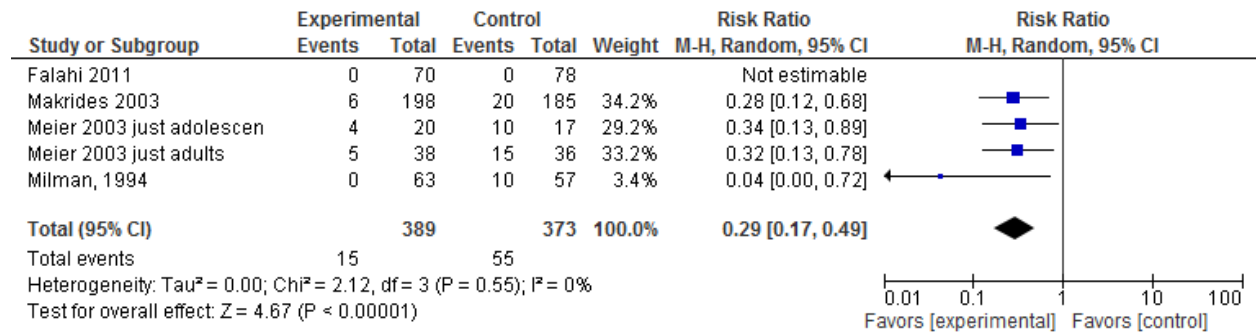 Experimental Control Risk Ratio Risk Ratio
Study or Subgroup Events Total Events Total Weight M-H, Random, 95% CI M-H, Random, 95% CI
Falahi 2011 0 70 0 78 Not estimable
Makrides 2003 6 198 20 185 34.2% 0.28 [0.12, 0.68]
Meier 2003 just adolescen 4 20 10 17 29.2% 0.34 [0.13, 0.89]
Meier 2003 just adults 5 38 15 36 33.2% 0.32 [0.13, 0.78]
Milman, 1994 0 63 10 57 3.4% 0.04 [0.00, 0.72]
Total (95% CI) 389 373 100.0% 0.29 [0.17, 0.49]
Total events 15 55
Heterogeneity: Tau² = 0.00; Chi² = 2.12, df = 3 (P = 0.55); I² = 0%
Test for overall effect: Z = 4.67 (P < 0.00001)
0.01 0.1 1 10 100
Favors [experimental] Favors [control]